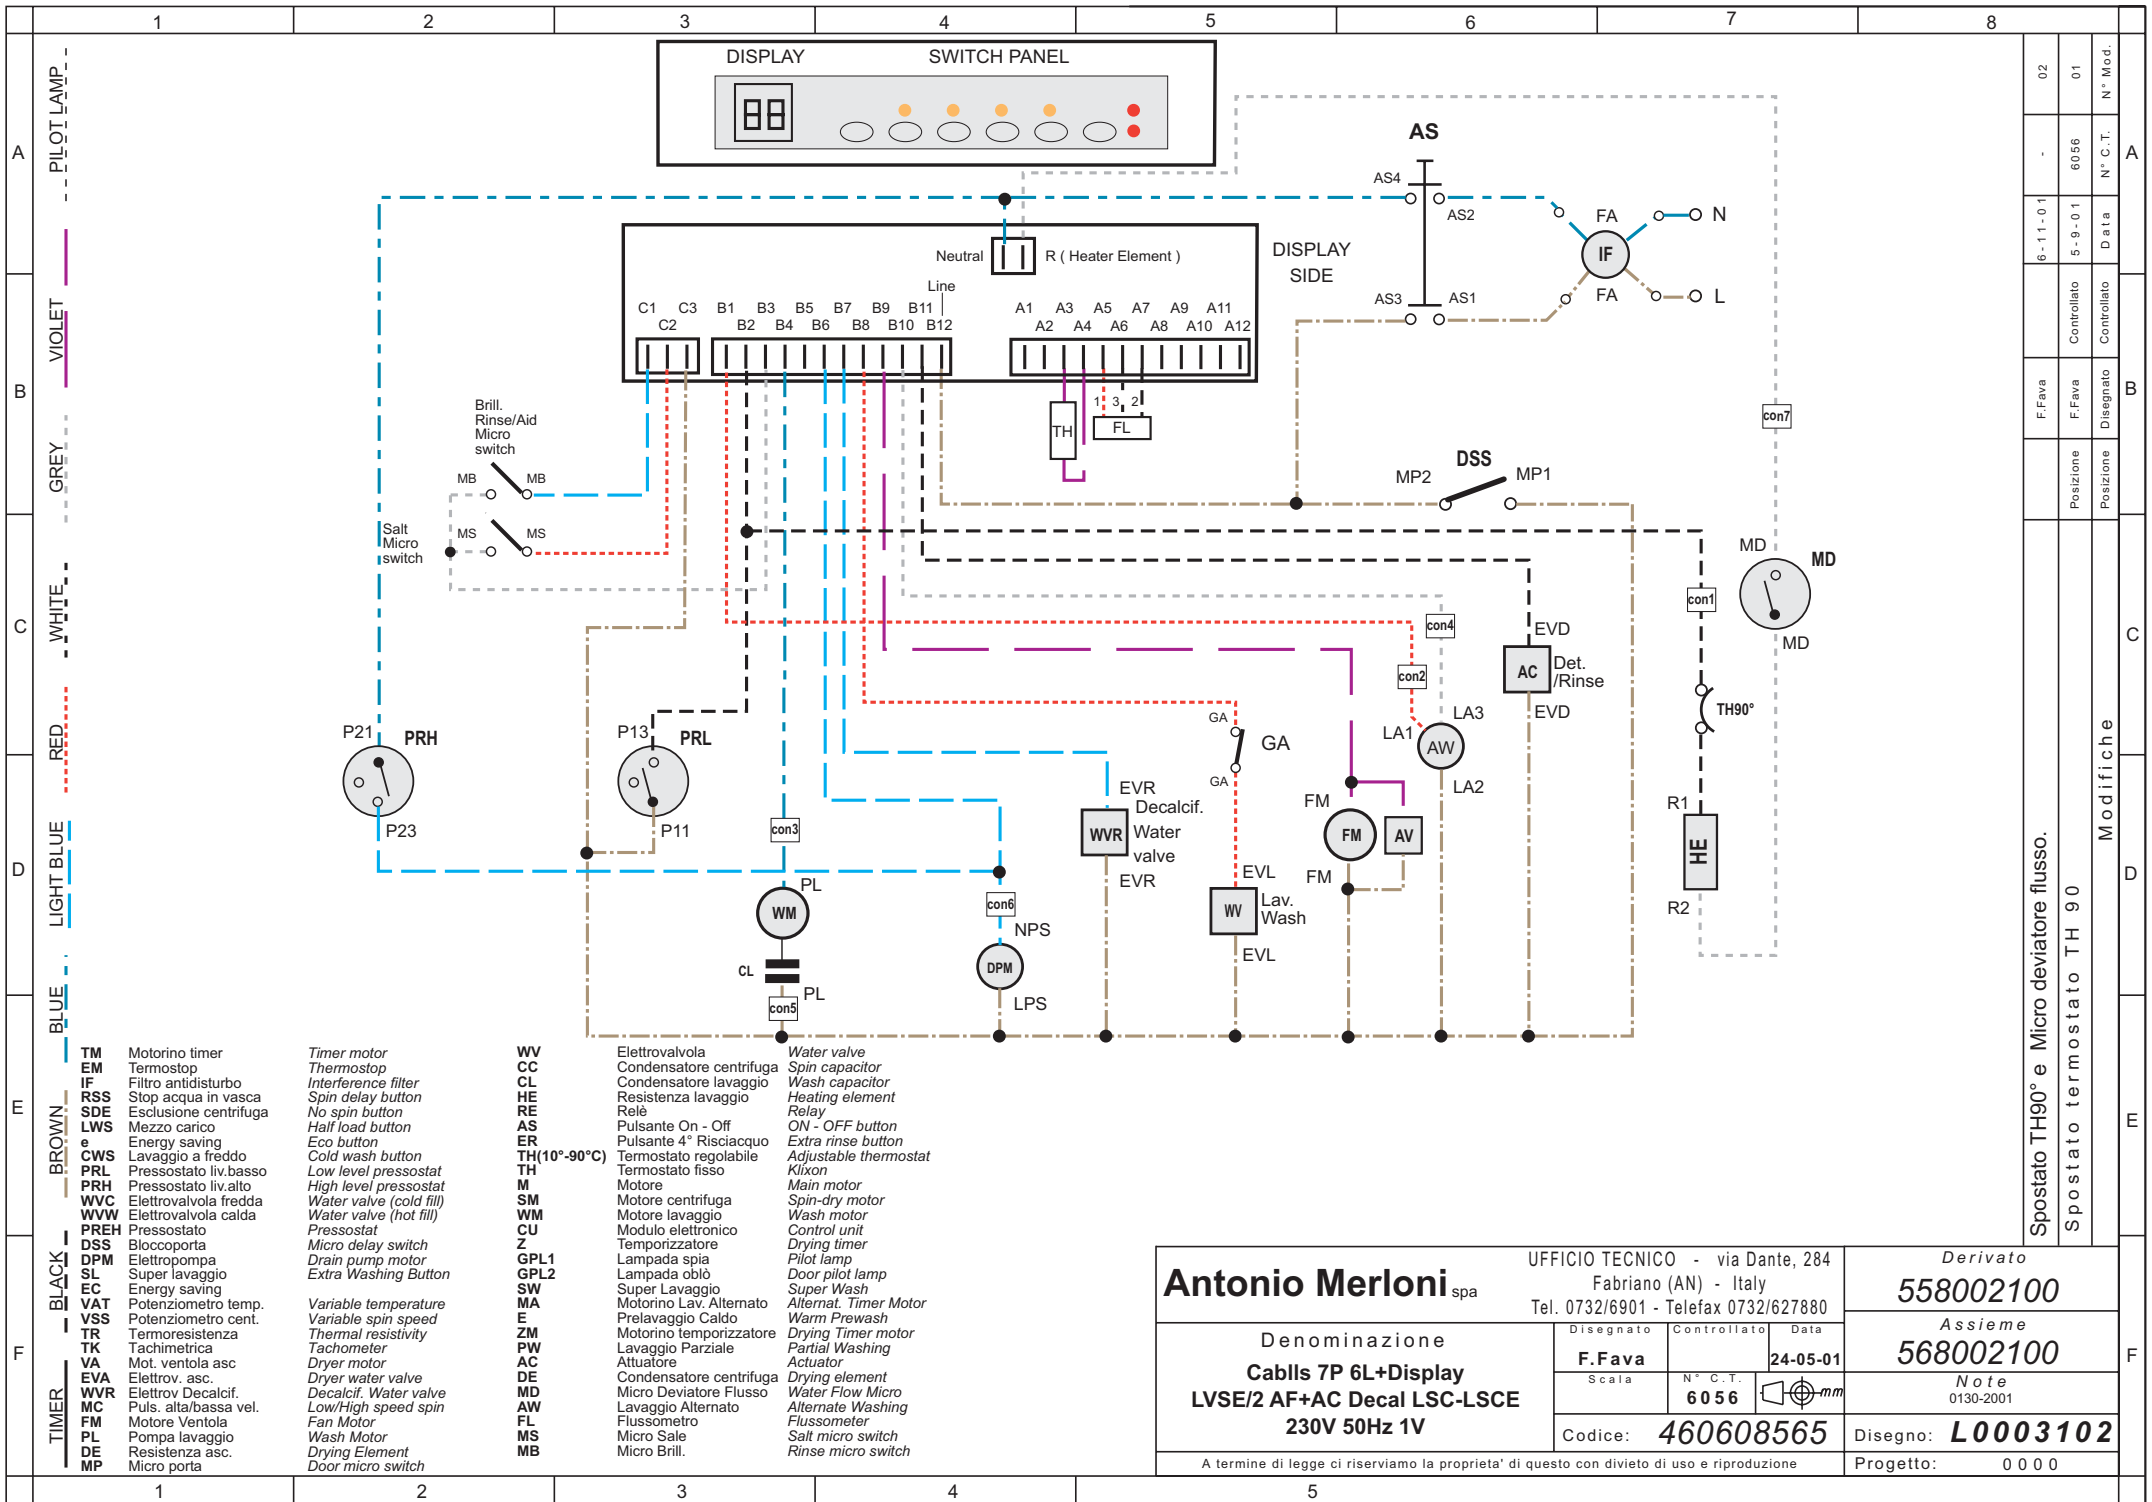 1 2 3 4 5 6 7 8
A
B
C
D
E
F
PILOT LAMP
VIOLET
GREY
WHITE
RED
LIGHT BLUE
BLUE
BROWN
BLACK
TIMER
DISPLAY SWITCH PANEL
AS
AS4
AS2
AS3
AS1
FA
IF
FA
N
L
DISPLAY
SIDE
Neutral
R ( Heater Element )
Line
C1 C3 B1 B3 B5 B7 B9 B11 A1 A3 A5 A7 A9 A11
C2 B2 B4 B6 B8 B10 B12 A2 A4 A6 A8 A10 A12
1 3 2
TH
FL
Brill.
Rinse/Aid
Micro
switch
MB MB
Salt
Micro
switch
MS MS
DSS
MP2 MP1
con7
MD
MD
MD
con1
TH90°
R1
HE
R2
con4
con2
EVD
AC
Det.
/Rinse
EVD
LA3
LA1
AW
LA2
GA
GA
GA
P21
PRH
P23
P13
PRL
P11
con3
PL
WM
CL
PL
con5
con6
NPS
DPM
LPS
EVR
Decalcif.
WVR
Water
valve
EVR
EVL
WV
Lav.
Wash
EVL
FM
FM
AV
FM
TM Motorino timer Timer motor
EM Termostop Thermostop
IF Filtro antidisturbo Interference filter
RSS Stop acqua in vasca Spin delay button
SDE Esclusione centrifuga No spin button
LWS Mezzo carico Half load button
e Energy saving Eco button
CWS Lavaggio a freddo Cold wash button
PRL Pressostato liv.basso Low level pressostat
PRH Pressostato liv.alto High level pressostat
WVC Elettrovalvola fredda Water valve (cold fill)
WVW Elettrovalvola calda Water valve (hot fill)
PREH Pressostato Pressostat
DSS Bloccoporta Micro delay switch
DPM Elettropompa Drain pump motor
SL Super lavaggio Extra Washing Button
EC Energy saving
VAT Potenziometro temp. Variable temperature
VSS Potenziometro cent. Variable spin speed
TR Termoresistenza Thermal resistivity
TK Tachimetrica Tachometer
VA Mot. ventola asc Dryer motor
EVA Elettrov. asc. Dryer water valve
WVR Elettrov Decalcif. Decalcif. Water valve
MC Puls. alta/bassa vel. Low/High speed spin
FM Motore Ventola Fan Motor
PL Pompa lavaggio Wash Motor
DE Resistenza asc. Drying Element
MP Micro porta Door micro switch
WV Elettrovalvola Water valve
CC Condensatore centrifuga Spin capacitor
CL Condensatore lavaggio Wash capacitor
HE Resistenza lavaggio Heating element
RE Relè Relay
AS Pulsante On - Off ON - OFF button
ER Pulsante 4° Risciacquo Extra rinse button
TH(10°-90°C) Termostato regolabile Adjustable thermostat
TH Termostato fisso Klixon
M Motore Main motor
SM Motore centrifuga Spin-dry motor
WM Motore lavaggio Wash motor
CU Modulo elettronico Control unit
Z Temporizzatore Drying timer
GPL1 Lampada spia Pilot lamp
GPL2 Lampada oblò Door pilot lamp
SW Super Lavaggio Super Wash
MA Motorino Lav. Alternato Alternat. Timer Motor
E Prelavaggio Caldo Warm Prewash
ZM Motorino temporizzatore Drying Timer motor
PW Lavaggio Parziale Partial Washing
AC Attuatore Actuator
DE Condensatore centrifuga Drying element
MD Micro Deviatore Flusso Water Flow Micro
AW Lavaggio Alternato Alternate Washing
FL Flussometro Flussometer
MS Micro Sale Salt micro switch
MB Micro Brill. Rinse micro switch
02 - 6-11-01 F.Fava
01 6056 5-9-01 Controllato F.Fava Posizione
N° Mod. N° C.T. Data Controllato Disegnato Posizione
Spostato TH90° e Micro deviatore flusso.
Spostato termostato TH 90
Modifiche
A
B
C
D
E
F
Antonio Merloni spa
UFFICIO TECNICO - via Dante, 284
Fabriano (AN) - Italy
Tel. 0732/6901 - Telefax 0732/627880
Derivato
558002100
Assieme
568002100
Note
0130-2001
Denominazione
Cablls 7P 6L+Display
LVSE/2 AF+AC Decal LSC-LSCE
230V 50Hz 1V
Disegnato Controllato Data
F.Fava 24-05-01
Scala N° C.T.
6056 mm
Codice: 460608565
Disegno: L0003102
A termine di legge ci riserviamo la proprieta' di questo con divieto di uso e riproduzione
Progetto: 0000
1 2 3 4 5